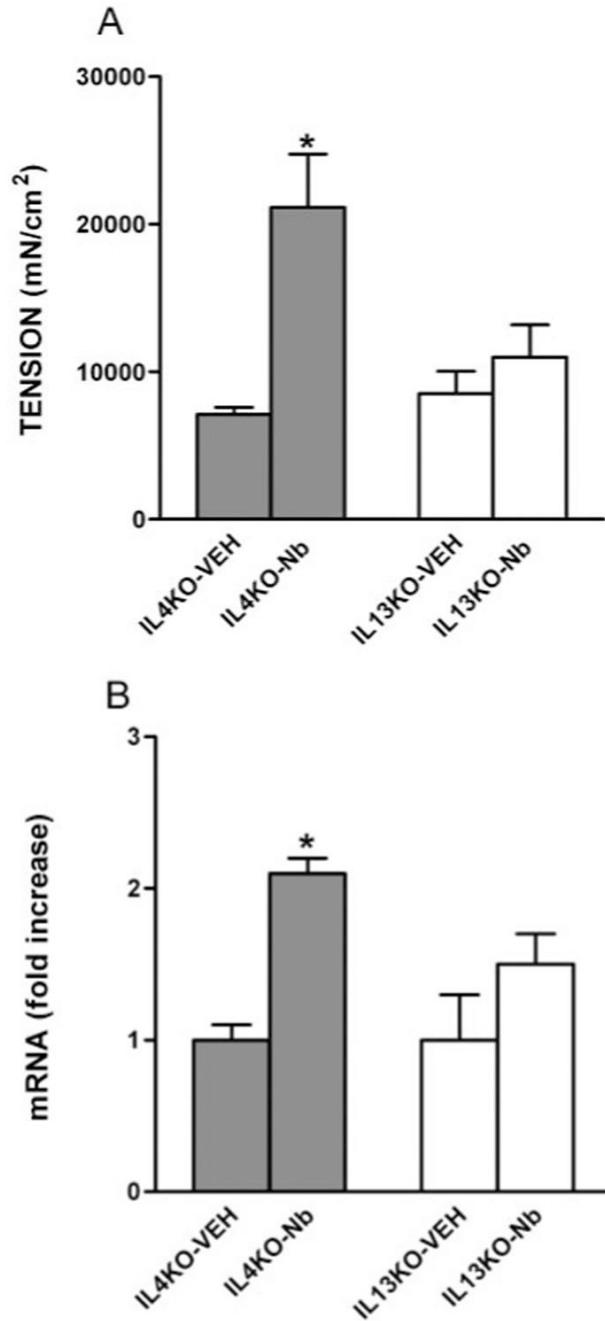 A
TENSION (mN/cm²)
30000
20000
10000
0
*
IL4KO-VEH
IL4KO-Nb
IL13KO-VEH
IL13KO-Nb
B
mRNA (fold increase)
3
2
1
0
*
IL4KO-VEH
IL4KO-Nb
IL13KO-VEH
IL13KO-Nb